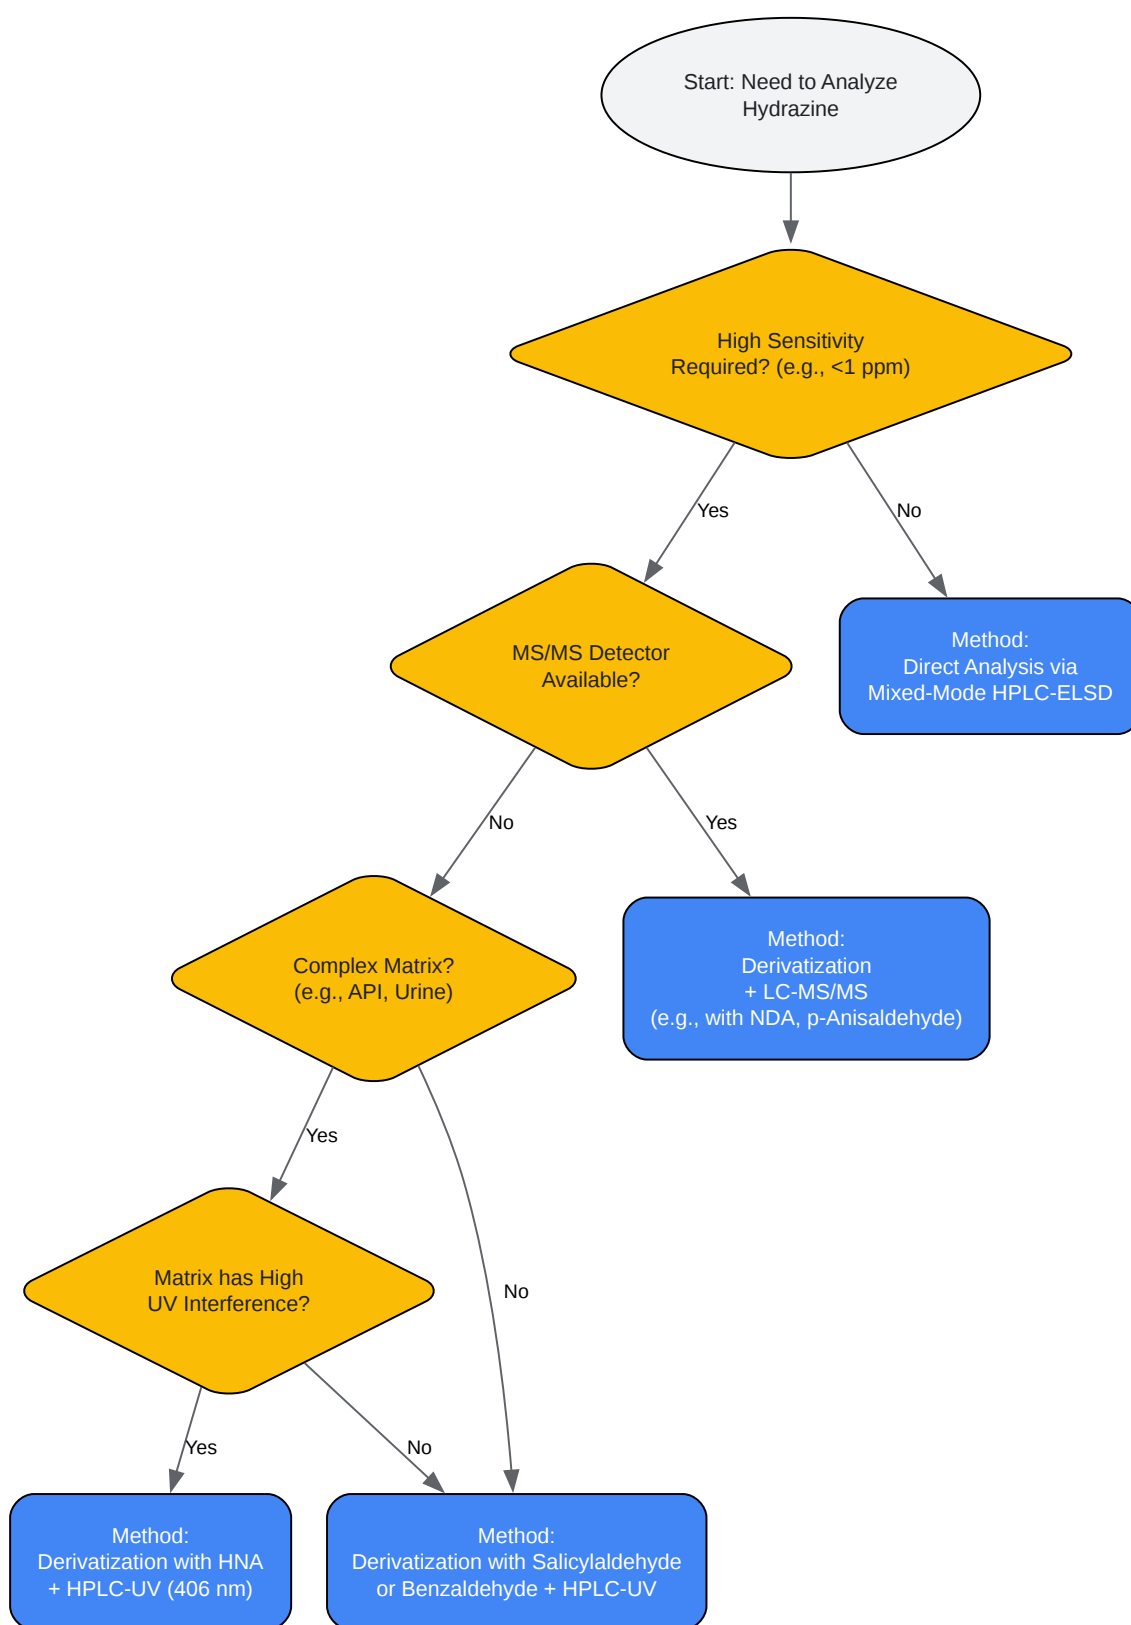 Start: Need to Analyze
Hydrazine
High Sensitivity
Required? (e.g., <1 ppm)
Yes
No
MS/MS Detector
Available?
Method:
Direct Analysis via
Mixed-Mode HPLC-ELSD
No
Yes
Complex Matrix?
(e.g., API, Urine)
Method:
Derivatization
+ LC-MS/MS
(e.g., with NDA, p-Anisaldehyde)
Yes
No
Matrix has High
UV Interference?
Yes
No
Method:
Derivatization with HNA
+ HPLC-UV (406 nm)
Method:
Derivatization with Salicylaldehyde
or Benzaldehyde + HPLC-UV